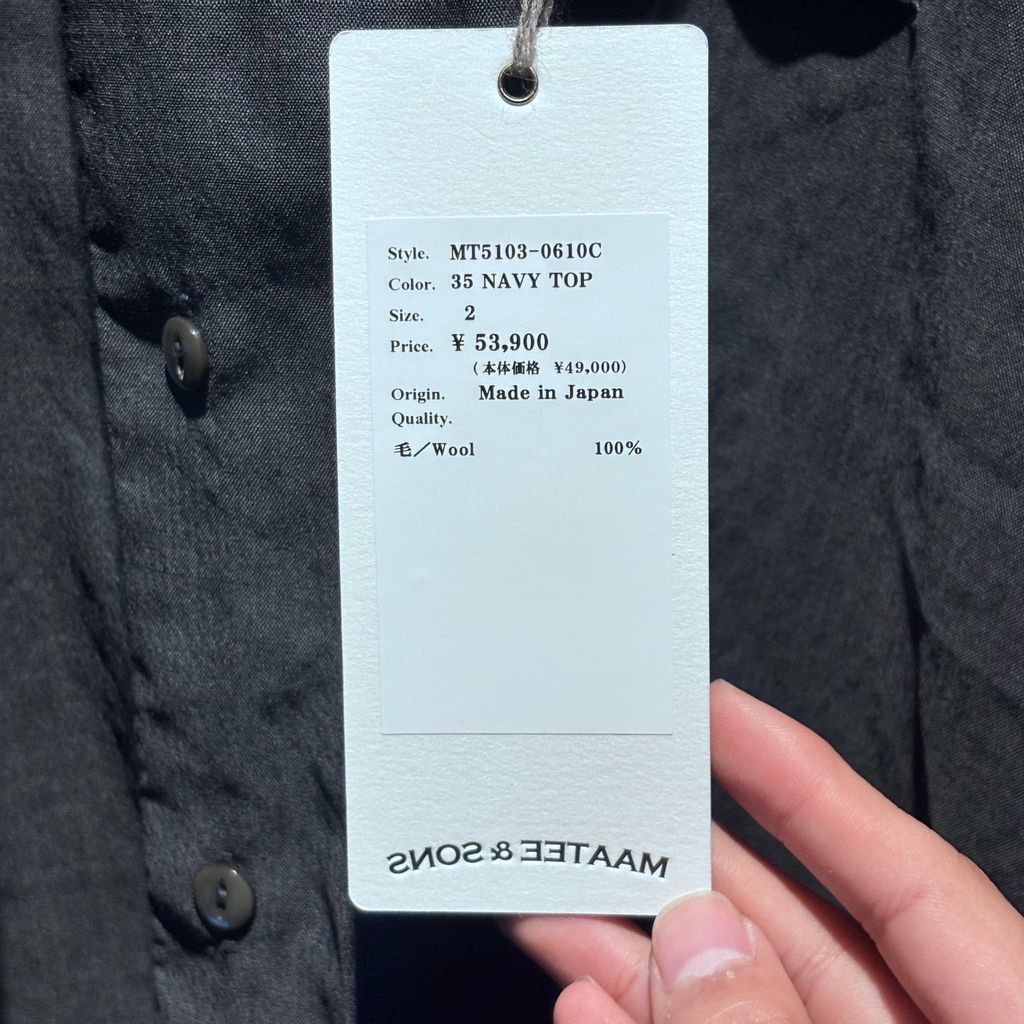 Style. MT5103-0610C
Color. 35 NAVY TOP
Size. 2
Price. ¥ 53,900
(本体価格 ¥49,000)
Origin. Made in Japan
Quality.
毛/Wool 100%
MAATEE & SONS